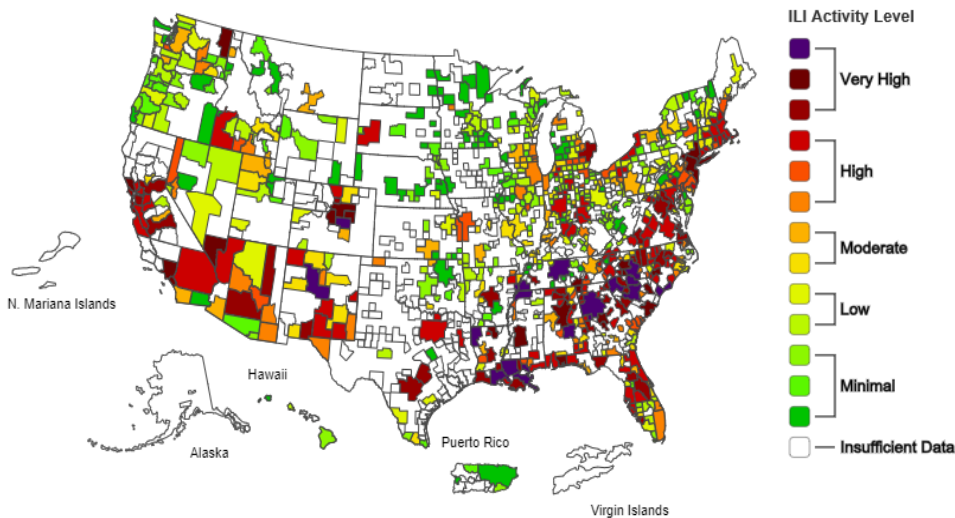 ILI Activity Level
Very High
High
Moderate
Low
Minimal
Insufficient Data
N. Mariana Islands
Hawaii
Alaska
Puerto Rico
Virgin Islands